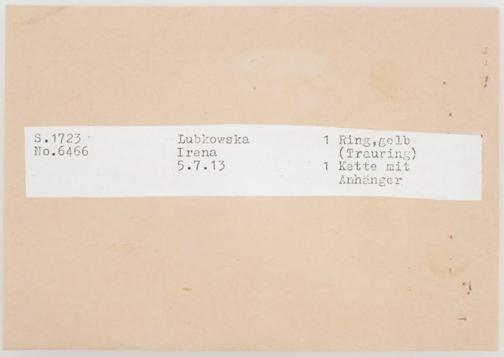 S.1723 Lubkowska 1 Ring,gelb
No.6466 Irena (Trauring)
5.7.13 1 Kette mit
Anhänger